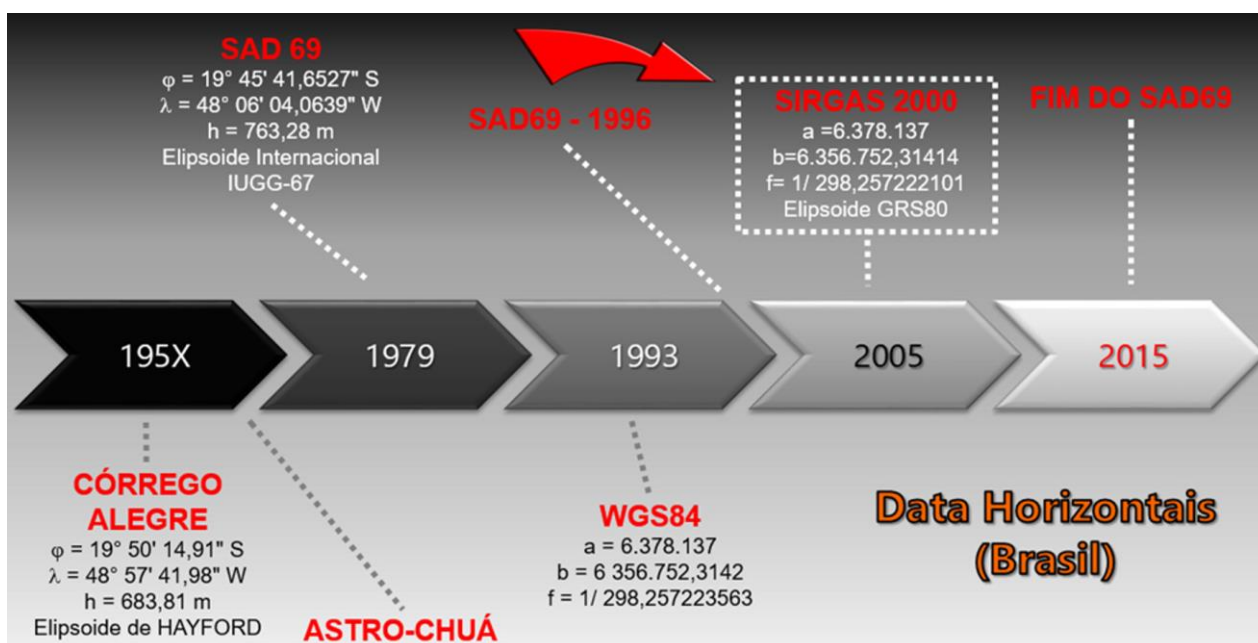 SAD 69
φ = 19° 45' 41,6527" S
λ = 48° 06' 04,0639" W
h = 763,28 m
Elipsoide Internacional
IUGG-67
SAD69 - 1996
SIRGAS 2000
a =6.378.137
b=6.356.752,31414
f= 1/ 298,257222101
Elipsoide GRS80
FIM DO SAD69
195X
1979
1993
2005
2015
CÓRREGO
ALEGRE
φ = 19° 50' 14,91" S
λ = 48° 57' 41,98" W
h = 683,81 m
Elipsoide de HAYFORD
ASTRO-CHUÁ
WGS84
a = 6.378.137
b = 6 356.752,3142
f = 1/ 298,257223563
Data Horizontais
(Brasil)